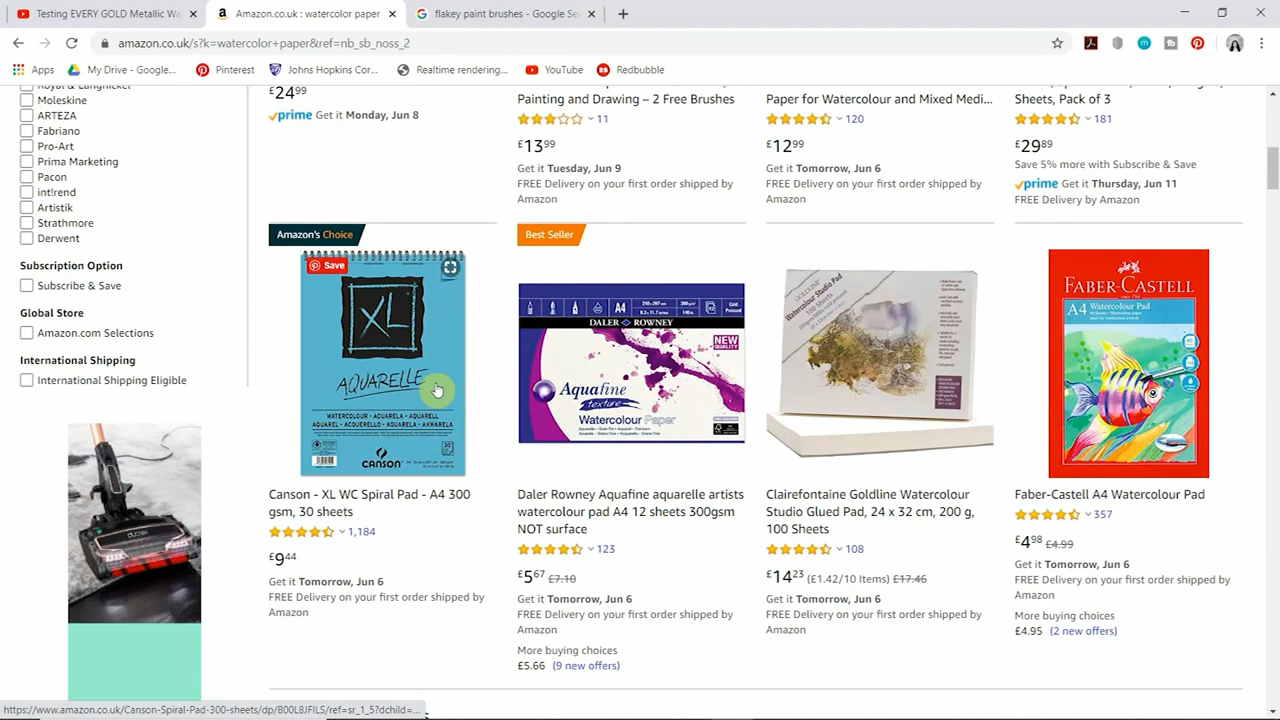 Testing EVERY GOLD Metallic Wa
Amazon.co.uk : watercolor paper
flakey paint brushes - Google Se
amazon.co.uk/s?k=watercolor+paper&ref=nb_sb_noss_2
Apps
My Drive - Google...
Pinterest
Johns Hopkins Cor...
Realtime rendering...
YouTube
Redbubble
Royal & Langnickel
Moleskine
ARTEZA
Fabriano
Pro-Art
Prima Marketing
Pacon
int!rend
Artistik
Strathmore
Derwent
Subscription Option
Subscribe & Save
Global Store
Amazon.com Selections
International Shipping
International Shipping Eligible
£24.99
prime Get it Monday, Jun 8
Painting and Drawing – 2 Free Brushes
11
£13.99
Get it Tuesday, Jun 9
FREE Delivery on your first order shipped by
Amazon
Paper for Watercolour and Mixed Medi...
120
£12.99
Get it Tomorrow, Jun 6
FREE Delivery on your first order shipped by
Amazon
Sheets, Pack of 3
181
£29.89
Save 5% more with Subscribe & Save
prime Get it Thursday, Jun 11
FREE Delivery by Amazon
Amazon's Choice
Save
XL
AQUARELLE
WATERCOLOUR - ACUARELA - AQUARELL
AQUAREL - ACQUERELLO - AQUARELA - AKWARELA
30
CANSON
Canson - XL WC Spiral Pad - A4 300
gsm, 30 sheets
1,184
£9.44
Get it Tomorrow, Jun 6
FREE Delivery on your first order shipped by
Amazon
Best Seller
A4
DALER ROWNEY
NEW
QUALITY
Aquafine
texture
Watercolour Paper
Daler Rowney Aquafine aquarelle artists
watercolour pad A4 12 sheets 300gsm
NOT surface
123
£5.67 £7.10
Get it Tomorrow, Jun 6
FREE Delivery on your first order shipped by
Amazon
More buying choices
£5.66 (9 new offers)
Watercolour Studio Pad
Clairefontaine Goldline Watercolour
Studio Glued Pad, 24 x 32 cm, 200 g,
100 Sheets
108
£14.23 (£1.42/10 Items) £17.46
Get it Tomorrow, Jun 6
FREE Delivery on your first order shipped by
Amazon
FABER-CASTELL
A4 Watercolour Pad
Faber-Castell A4 Watercolour Pad
357
£4.98 £4.99
Get it Tomorrow, Jun 6
FREE Delivery on your first order shipped by
Amazon
More buying choices
£4.95 (2 new offers)
https://www.amazon.co.uk/Canson-Spiral-Pad-300-sheets/dp/B00L8JFILS/ref=sr_1_5?dchild=...